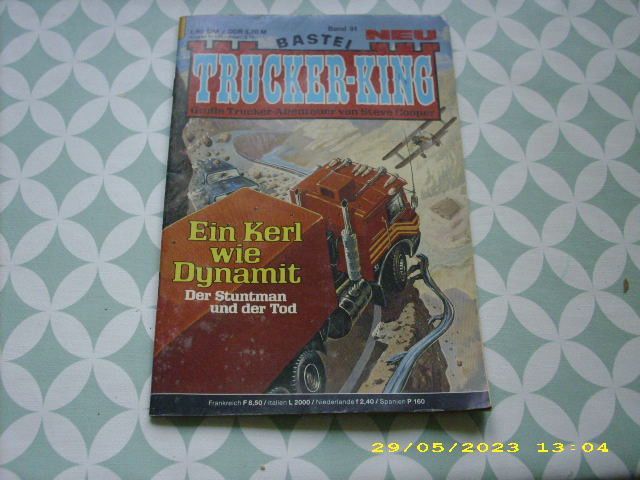 Band 31
NEU
BASTEI
TRUCKER-KING
Große Trucker-Abenteuer von Steve Cooper
Ein Kerl
wie
Dynamit
Der Stuntman
und der Tod
Frankreich F 8,50 / Italien L 2000 / Niederlande f 2,40 / Spanien P 160
29/05/2023 13:04